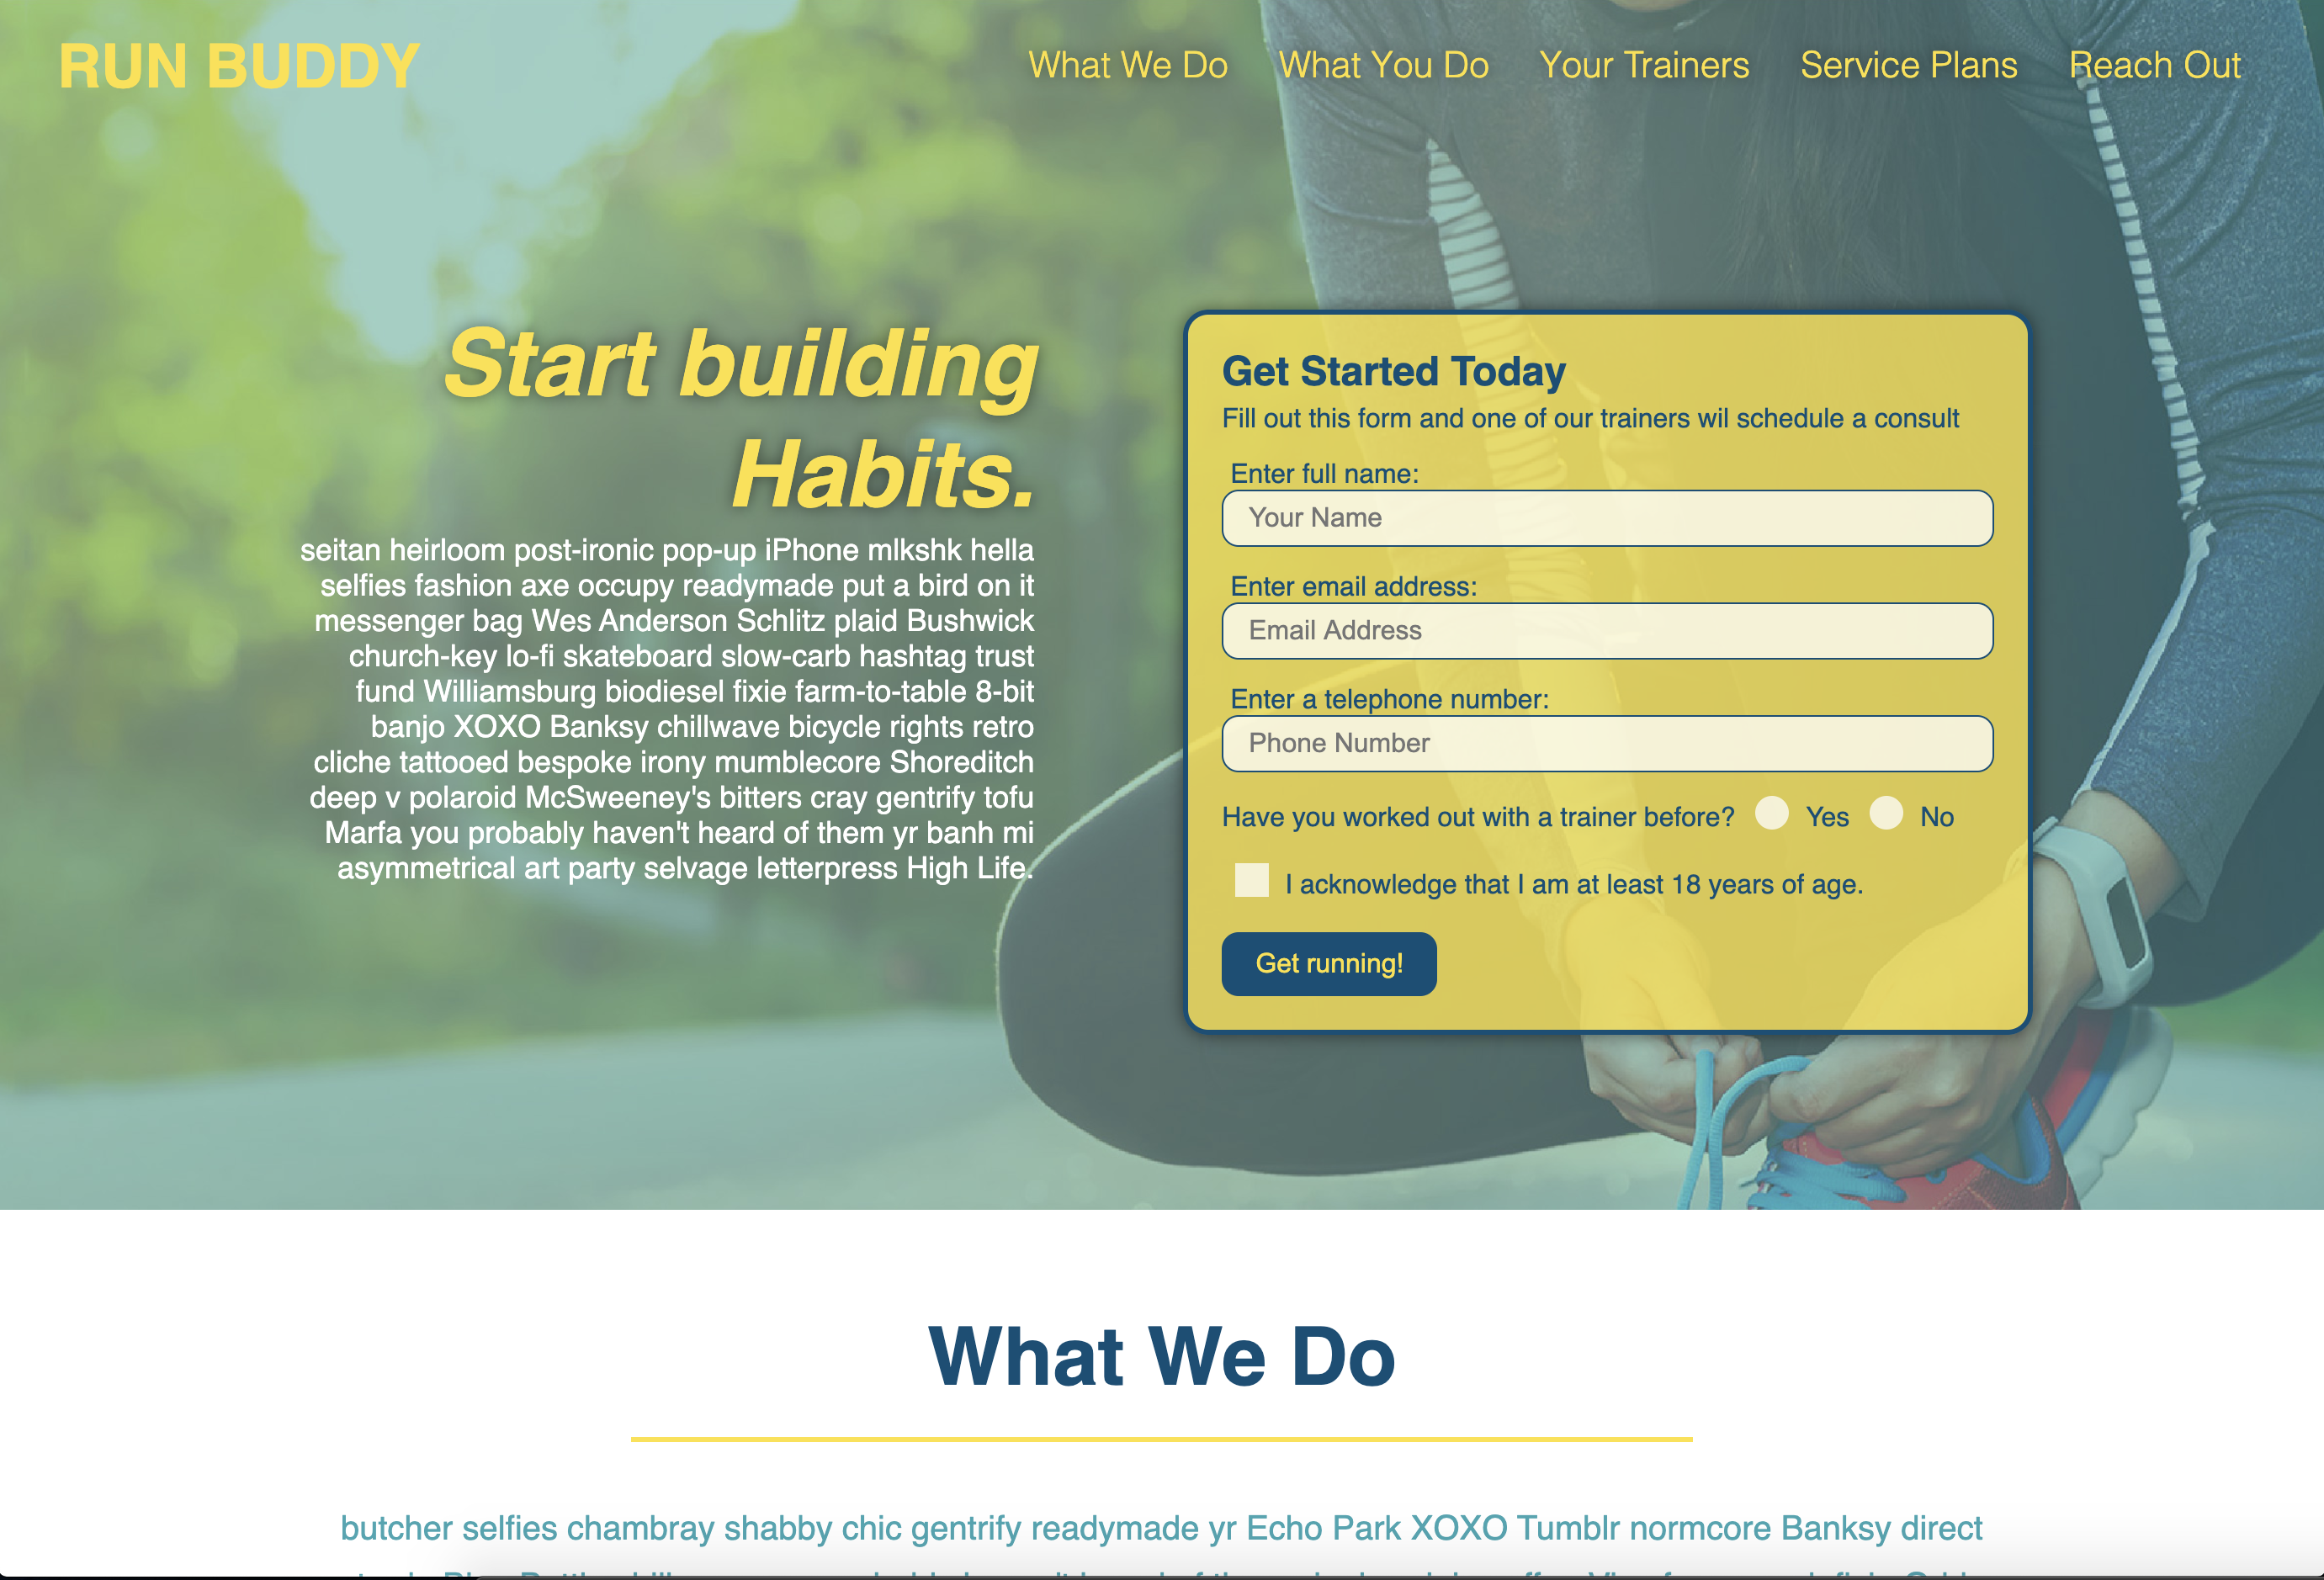 RUN BUDDY
What We Do What You Do Your Trainers Service Plans Reach Out
Start building
Habits.
seitan heirloom post-ironic pop-up iPhone mlkshk hella
selfies fashion axe occupy readymade put a bird on it
messenger bag Wes Anderson Schlitz plaid Bushwick
church-key lo-fi skateboard slow-carb hashtag trust
fund Williamsburg biodiesel fixie farm-to-table 8-bit
banjo XOXO Banksy chillwave bicycle rights retro
cliche tattooed bespoke irony mumblecore Shoreditch
deep v polaroid McSweeney's bitters cray gentrify tofu
Marfa you probably haven't heard of them yr banh mi
asymmetrical art party selvage letterpress High Life.
Get Started Today
Fill out this form and one of our trainers wil schedule a consult
Enter full name:
Your Name
Enter email address:
Email Address
Enter a telephone number:
Phone Number
Have you worked out with a trainer before? Yes No
I acknowledge that I am at least 18 years of age.
Get running!
What We Do
butcher selfies chambray shabby chic gentrify readymade yr Echo Park XOXO Tumblr normcore Banksy direct